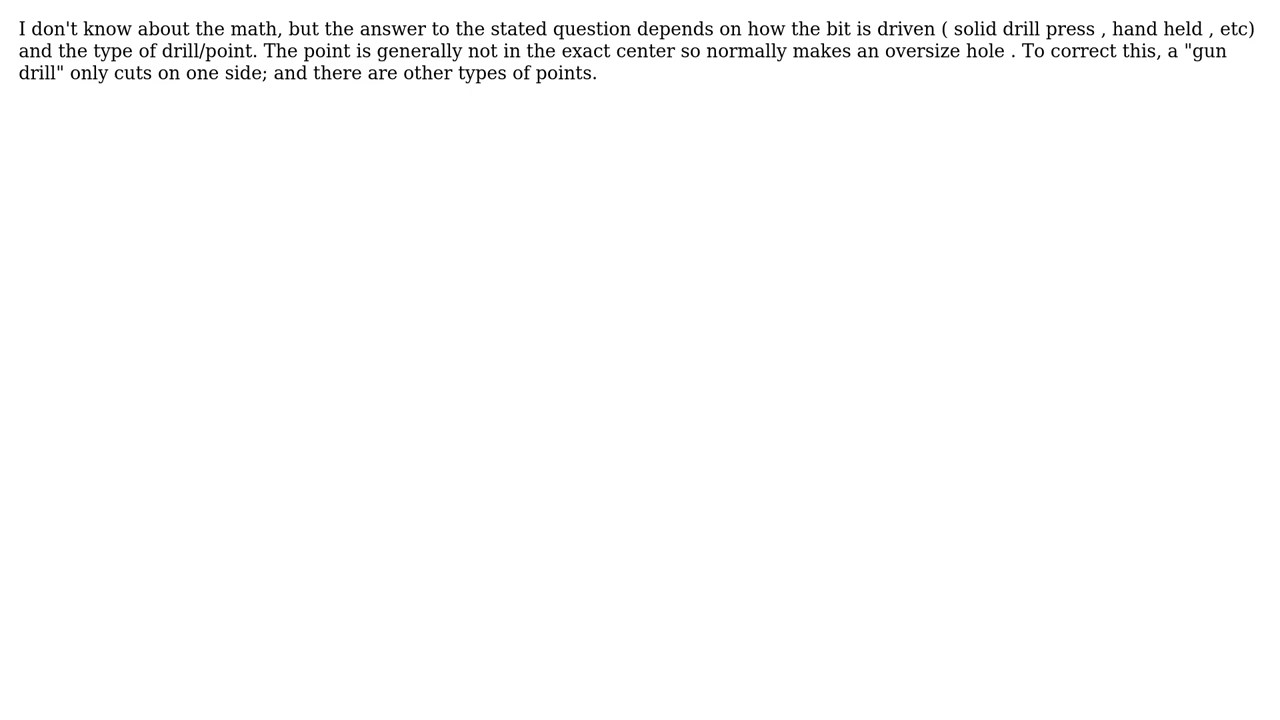 I don't know about the math, but the answer to the stated question depends on how the bit is driven ( solid drill press , hand held , etc)
and the type of drill/point. The point is generally not in the exact center so normally makes an oversize hole . To correct this, a "gun
drill" only cuts on one side; and there are other types of points.